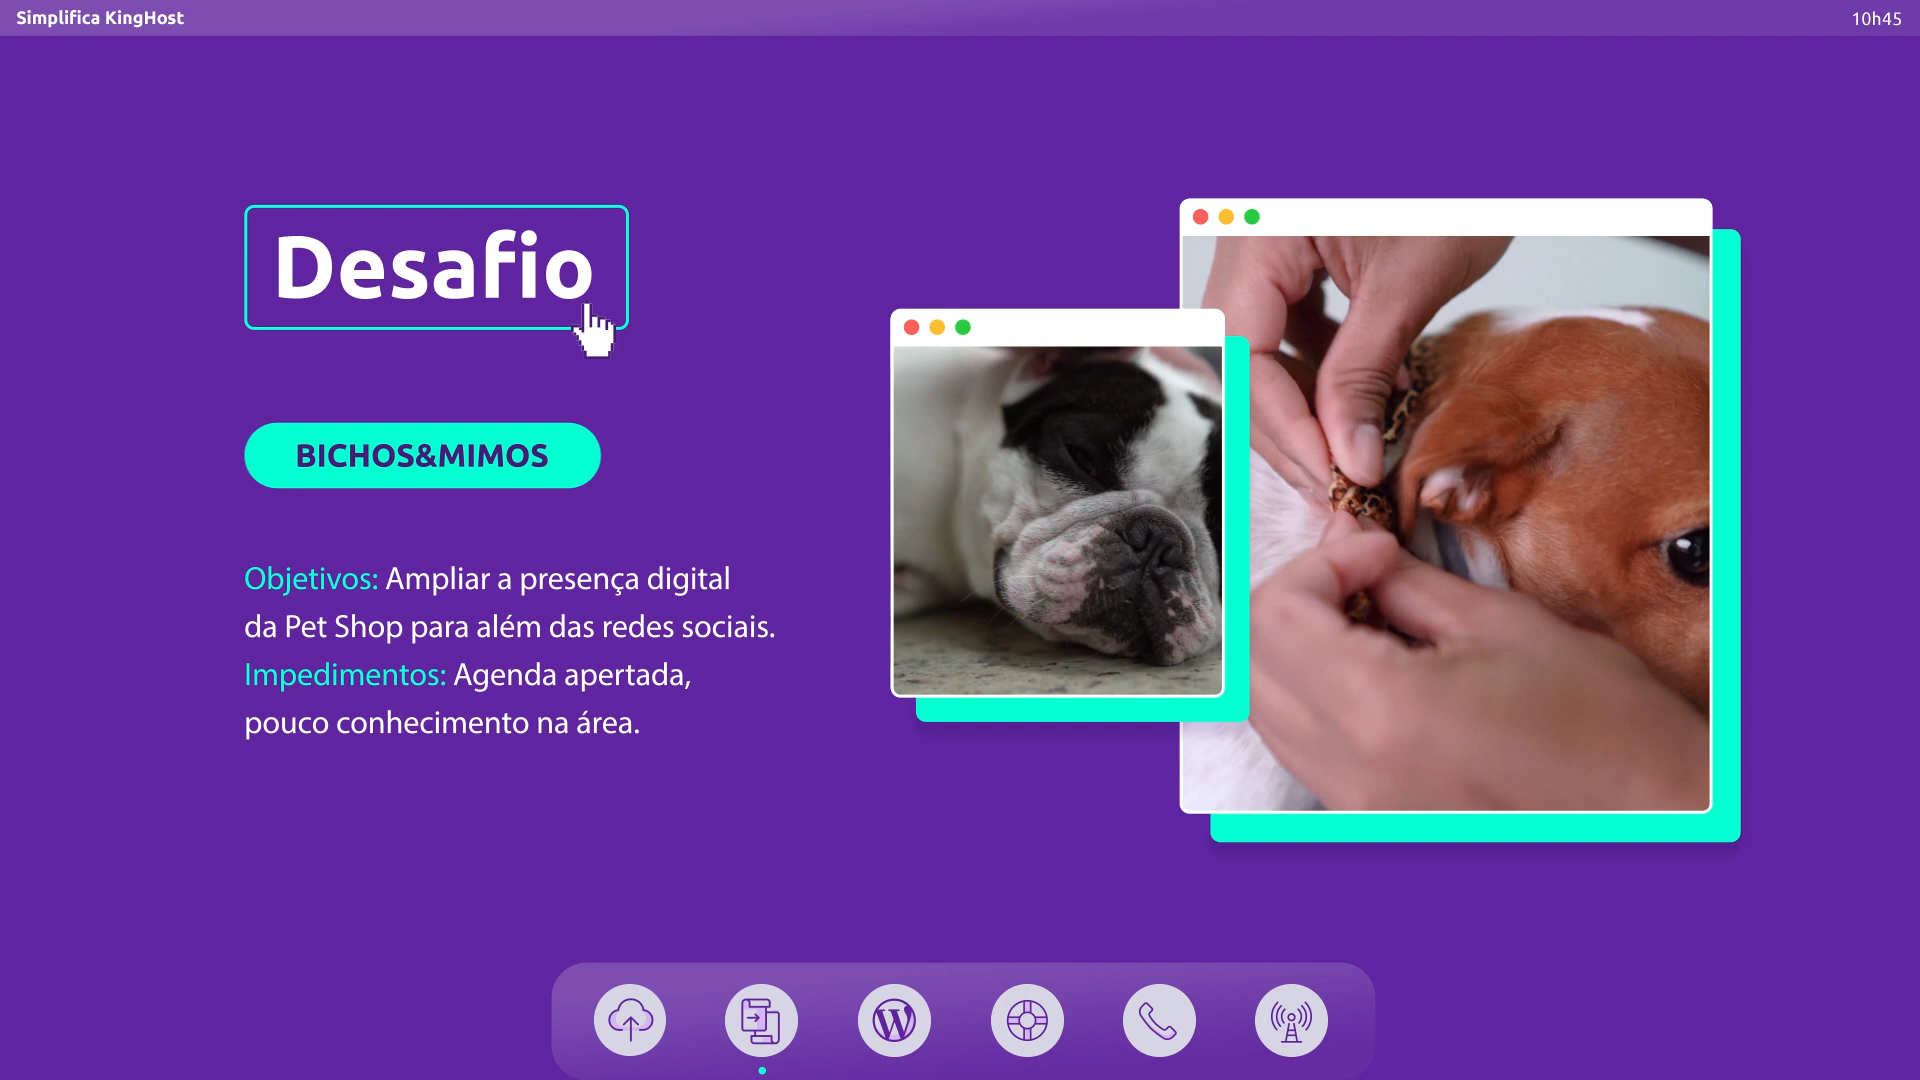 Simplifica KingHost
10h45
Desafio
BICHOS&MIMOS
Objetivos: Ampliar a presença digital
da Pet Shop para além das redes sociais.
Impedimentos: Agenda apertada,
pouco conhecimento na área.